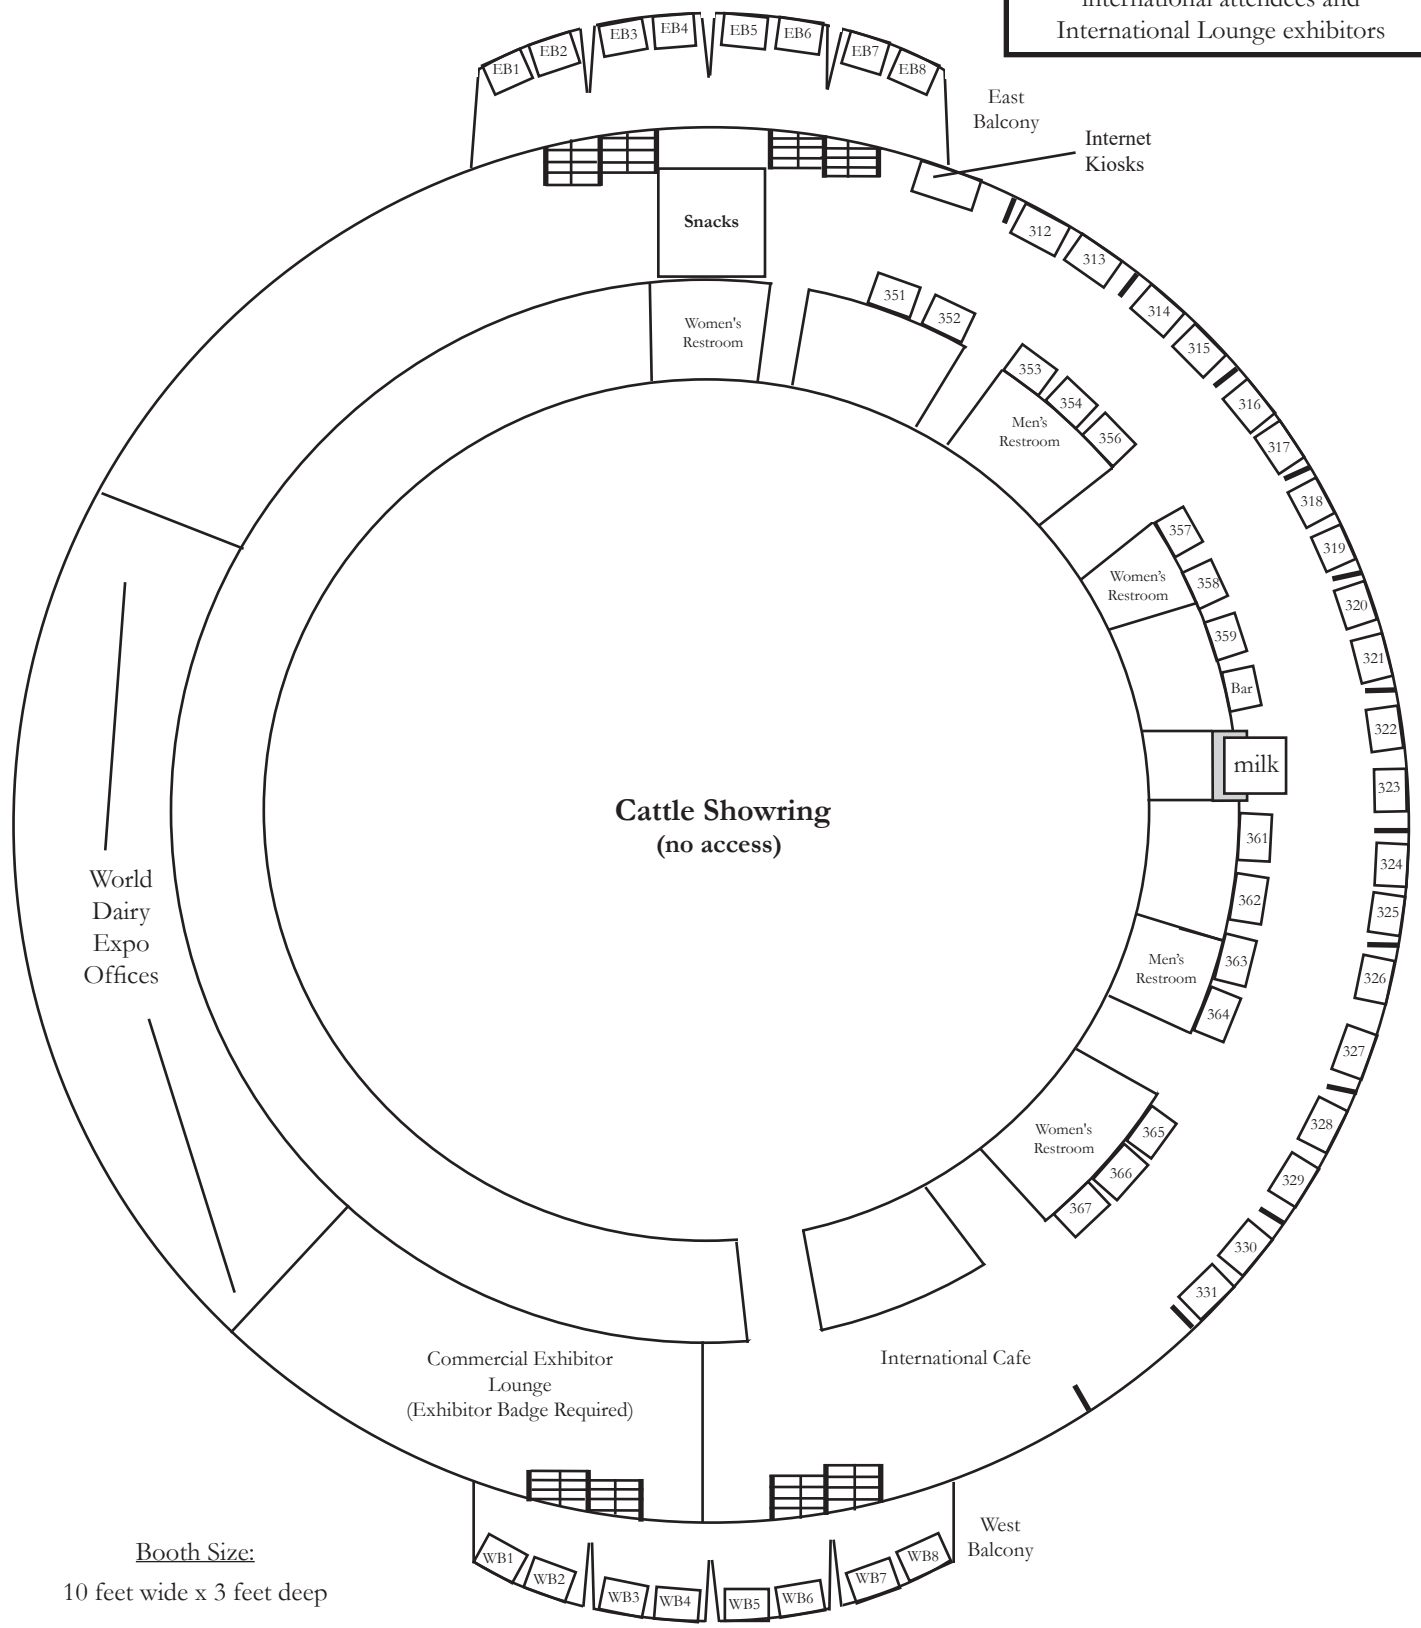 international attendees and
International Lounge exhibitors
EB1
EB2
EB3
EB4
EB5
EB6
EB7
EB8
East
Balcony
Internet
Kiosks
Snacks
Women's
Restroom
312
313
314
315
316
317
318
319
320
321
322
323
324
325
326
327
328
329
330
331
351
352
353
354
356
Men's
Restroom
357
358
359
Bar
Women's
Restroom
milk
361
362
363
364
Men's
Restroom
365
366
367
Women's
Restroom
Cattle Showring
(no access)
World
Dairy
Expo
Offices
Commercial Exhibitor
Lounge
(Exhibitor Badge Required)
International Cafe
West
Balcony
WB1
WB2
WB3
WB4
WB5
WB6
WB7
WB8
Booth Size:
10 feet wide x 3 feet deep